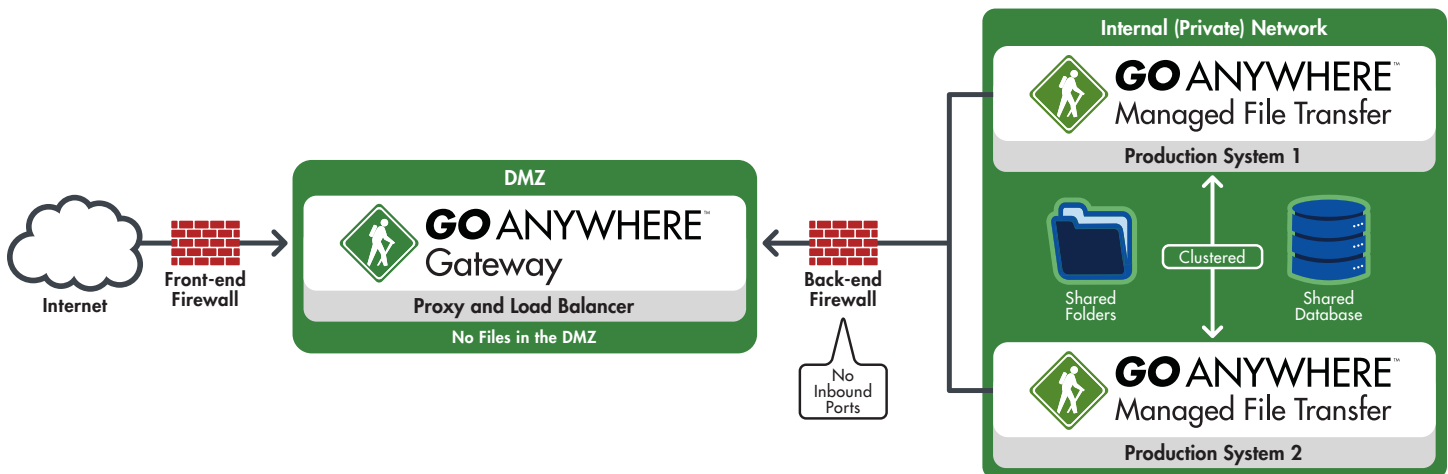 Internet
Front-end
Firewall
DMZ
GO ANYWHERE™
Gateway
Proxy and Load Balancer
No Files in the DMZ
Back-end
Firewall
No
Inbound
Ports
Internal (Private) Network
GO ANYWHERE™
Managed File Transfer
Production System 1
Shared
Folders
Clustered
Shared
Database
GO ANYWHERE™
Managed File Transfer
Production System 2